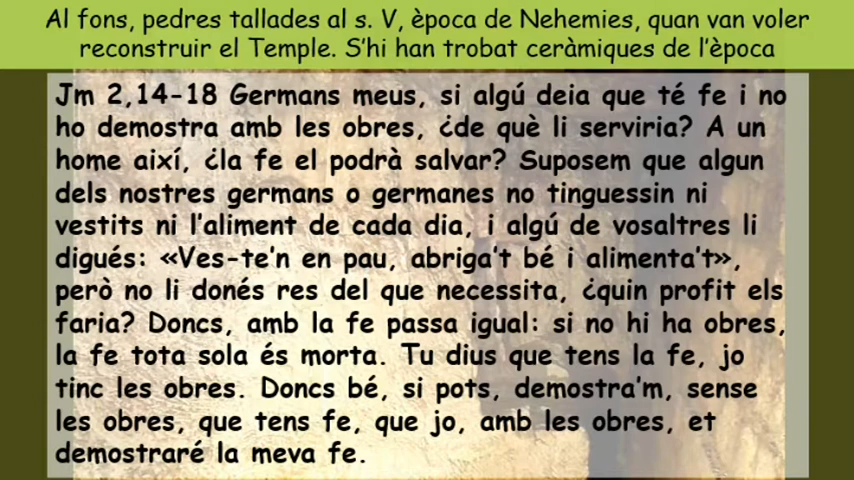 Al fons, pedres tallades al s. V, època de Nehemies, quan van voler
reconstruir el Temple. S'hi han trobat ceràmiques de l'època
Jm 2,14-18 Germans meus, si algú deia que té fe i no
ho demostra amb les obres, ¿de què li serviria? A un
home així, ¿la fe el podrà salvar? Suposem que algun
dels nostres germans o germanes no tinguessin ni
vestits ni l'aliment de cada dia, i algú de vosaltres li
digués: «Ves-te'n en pau, abriga't bé i alimenta't»,
però no li donés res del que necessita, ¿quin profit els
faria? Doncs, amb la fe passa igual: si no hi ha obres,
la fe tota sola és morta. Tu dius que tens la fe, jo
tinc les obres. Doncs bé, si pots, demostra'm, sense
les obres, que tens fe, que jo, amb les obres, et
demostraré la meva fe.